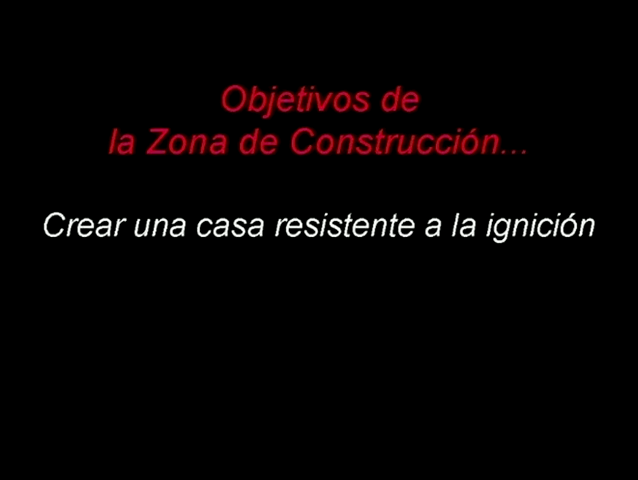 Objetivos de
la Zona de Construcción...
Crear una casa resistente a la ignición